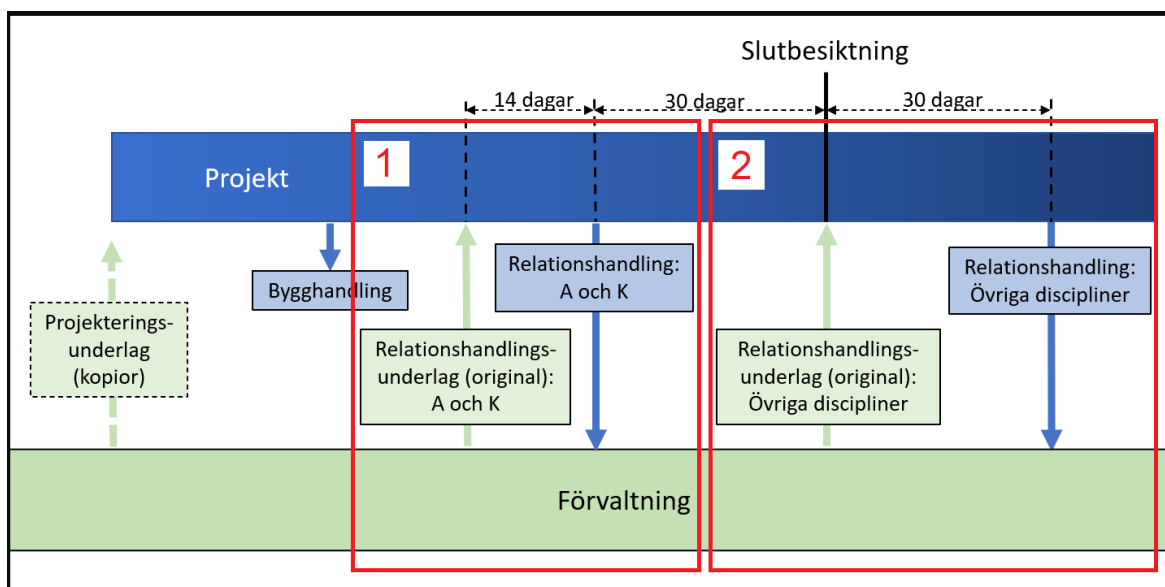 Slutbesiktning
14 dagar
30 dagar
30 dagar
1
2
Projekt
Bygghandling
Relationshandling:
A och K
Relationshandling:
Övriga discipliner
Projekterings-
underlag
(kopior)
Relationshandlings-
underlag (original):
A och K
Relationshandlings-
underlag (original):
Övriga discipliner
Förvaltning